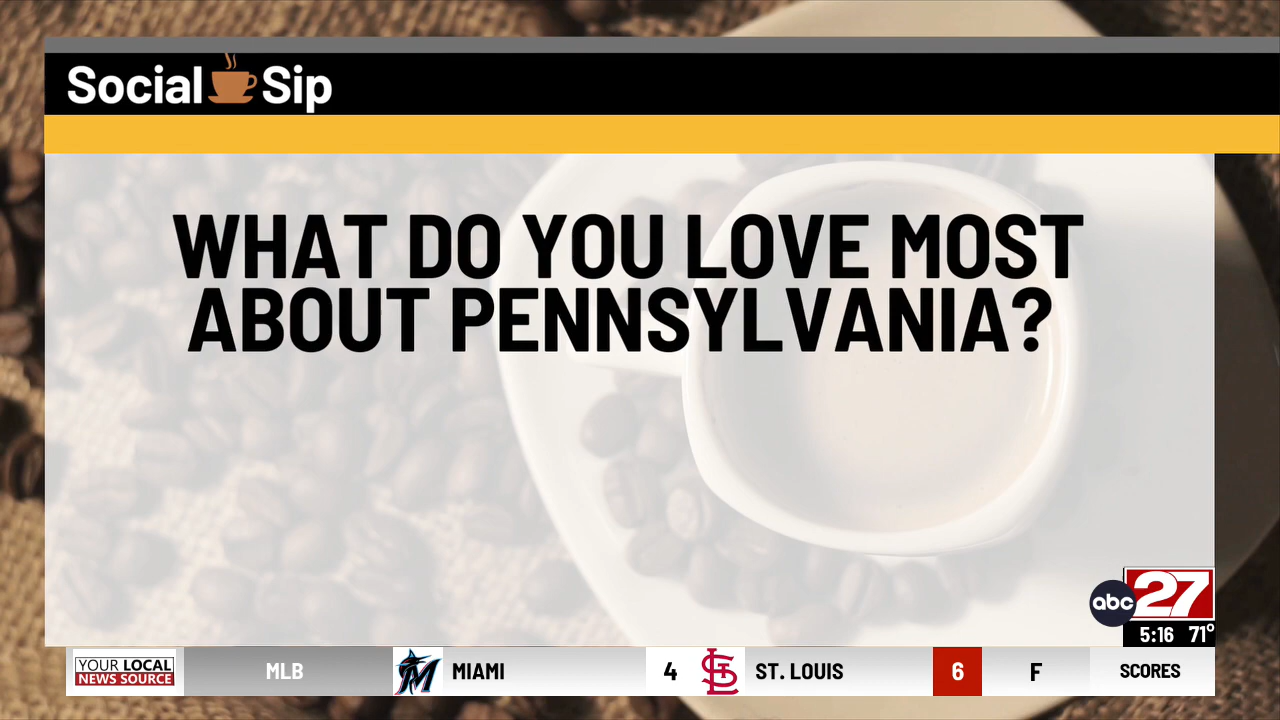 Social Sip
WHAT DO YOU LOVE MOST
ABOUT PENNSYLVANIA?
abc 27
5:16 71°
YOUR LOCAL
NEWS SOURCE
MLB MIAMI 4 STL ST. LOUIS 6 F SCORES